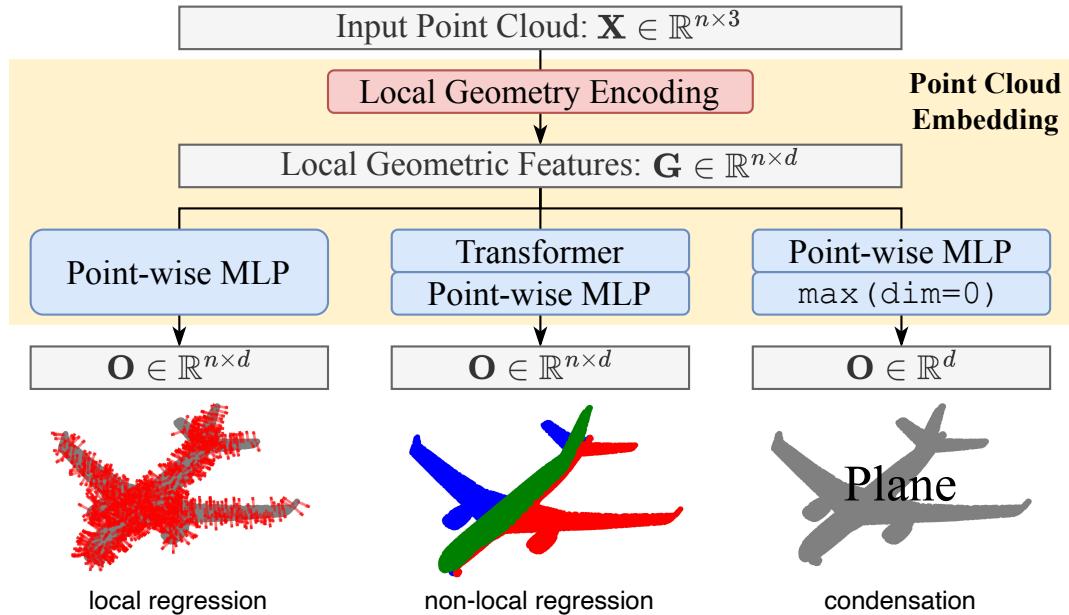 Input Point Cloud: X ∈ ℝ^{n×3}
Local Geometry Encoding
Point Cloud
Embedding
Local Geometric Features: G ∈ ℝ^{n×d}
Point-wise MLP
Transformer
Point-wise MLP
Point-wise MLP
max(dim=0)
O ∈ ℝ^{n×d}
O ∈ ℝ^{n×d}
O ∈ ℝ^{d}
Plane
local regression
non-local regression
condensation